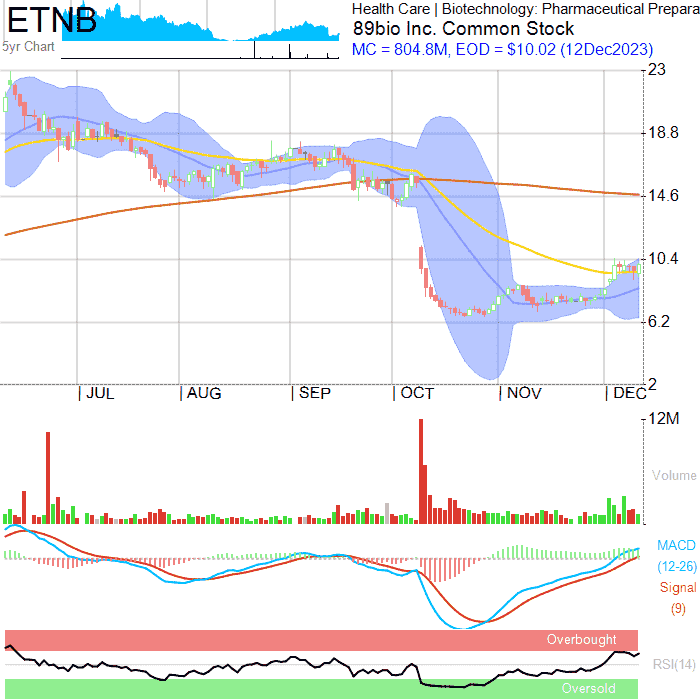 ETNB
5yr Chart
Health Care | Biotechnology: Pharmaceutical Prepara
89bio Inc. Common Stock
MC = 804.8M, EOD = $10.02 (12Dec2023)
23
18.8
14.6
10.4
6.2
2
| JUL | AUG | SEP | OCT | NOV | DEC
12M
Volume
MACD
(12-26)
Signal
(9)
Overbought
RSI(14)
Oversold